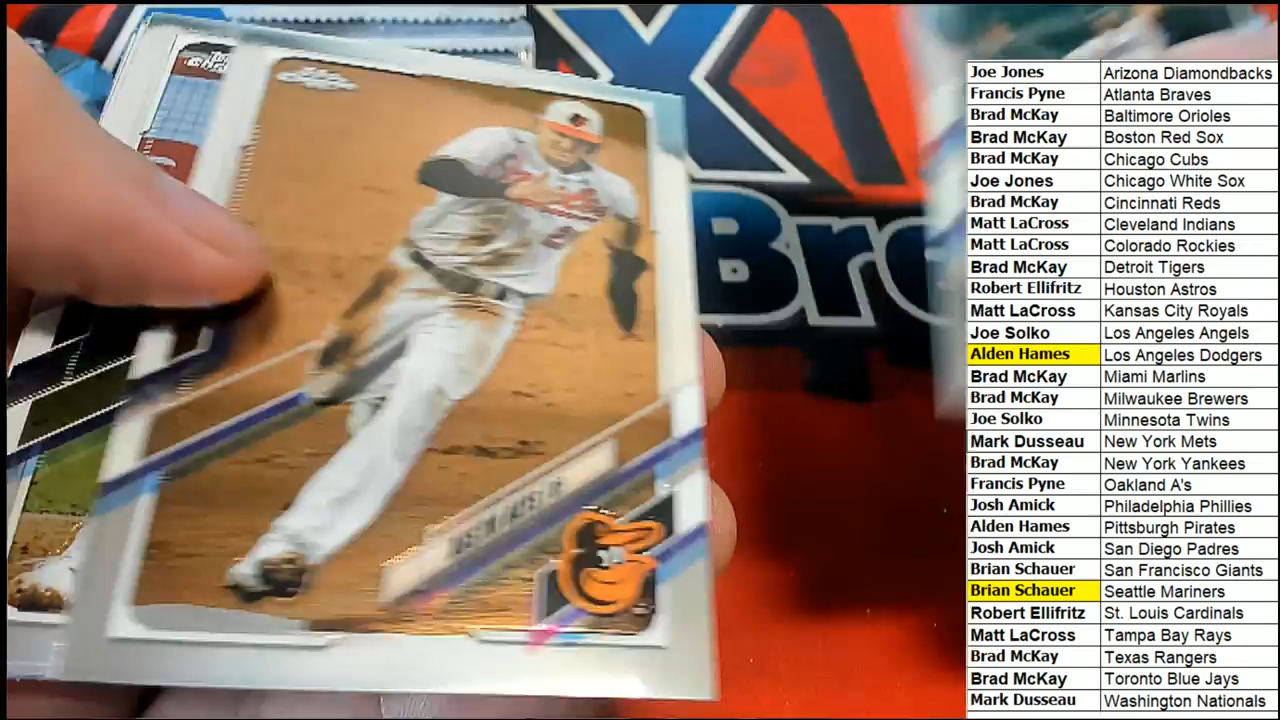 Joe Jones Arizona Diamondbacks
Francis Pyne Atlanta Braves
Brad McKay Baltimore Orioles
Brad McKay Boston Red Sox
Brad McKay Chicago Cubs
Joe Jones Chicago White Sox
Brad McKay Cincinnati Reds
Matt LaCross Cleveland Indians
Matt LaCross Colorado Rockies
Brad McKay Detroit Tigers
Robert Ellifritz Houston Astros
Matt LaCross Kansas City Royals
Joe Solko Los Angeles Angels
Alden Hames Los Angeles Dodgers
Brad McKay Miami Marlins
Brad McKay Milwaukee Brewers
Joe Solko Minnesota Twins
Mark Dusseau New York Mets
Brad McKay New York Yankees
Francis Pyne Oakland A's
Josh Amick Philadelphia Phillies
Alden Hames Pittsburgh Pirates
Josh Amick San Diego Padres
Brian Schauer San Francisco Giants
Brian Schauer Seattle Mariners
Robert Ellifritz St. Louis Cardinals
Matt LaCross Tampa Bay Rays
Brad McKay Texas Rangers
Brad McKay Toronto Blue Jays
Mark Dusseau Washington Nationals